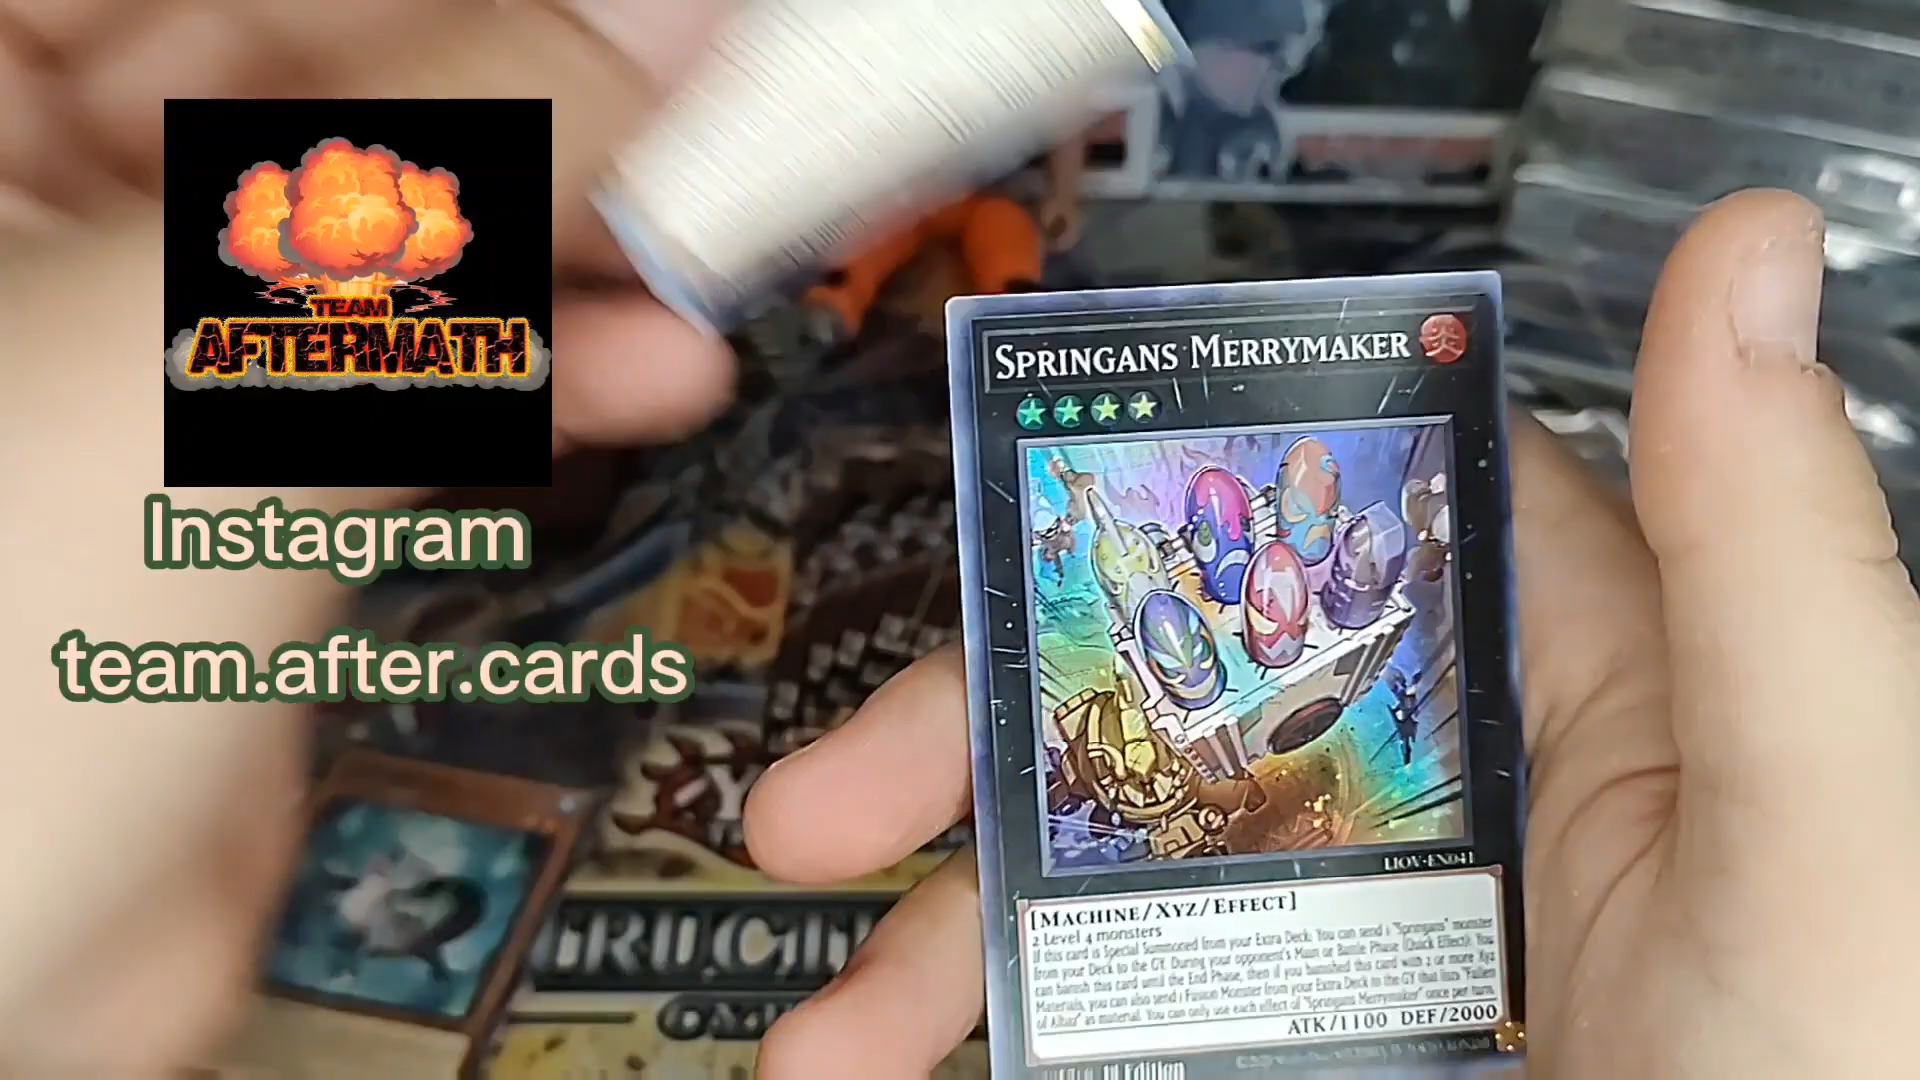 TEAM
AFTERMATH
Instagram
team.after.cards
SPRINGANS MERRYMAKER
LIOV-EN041
[MACHINE/XYZ/EFFECT]
2 Level 4 monsters
If this card is Special Summoned from your Extra Deck: You can send 1 "Springans" monster
from your Deck to the GY. During your opponent's Main or Battle Phase (Quick Effect): You
can banish this card until the End Phase, then if you banished this card with 2 or more Xyz
Materials, you can also send 1 Fusion Monster from your Extra Deck to the GY that lists "Fallen
of Albaz" as material. You can only use each effect of "Springans Merrymaker" once per turn.
ATK/1100 DEF/2000
1st Edition